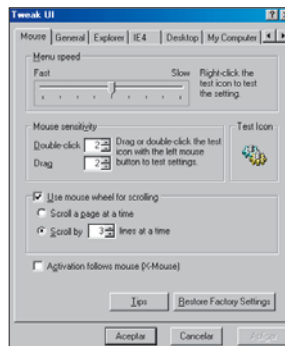 Tweak UI
Mouse General Explorer IE4 Desktop My Computer
Menu speed
Fast Slow
Right-click the
test icon to test
the setting.
Mouse sensitivity
Double-click 2
Drag 2
Drag or double-click the test
icon with the left mouse
button to test settings.
Test Icon
Use mouse wheel for scrolling
Scroll a page at a time
Scroll by 3 lines at a time
Activation follows mouse (X-Mouse)
Tips Restore Factory Settings
Aceptar Cancelar Aplicar